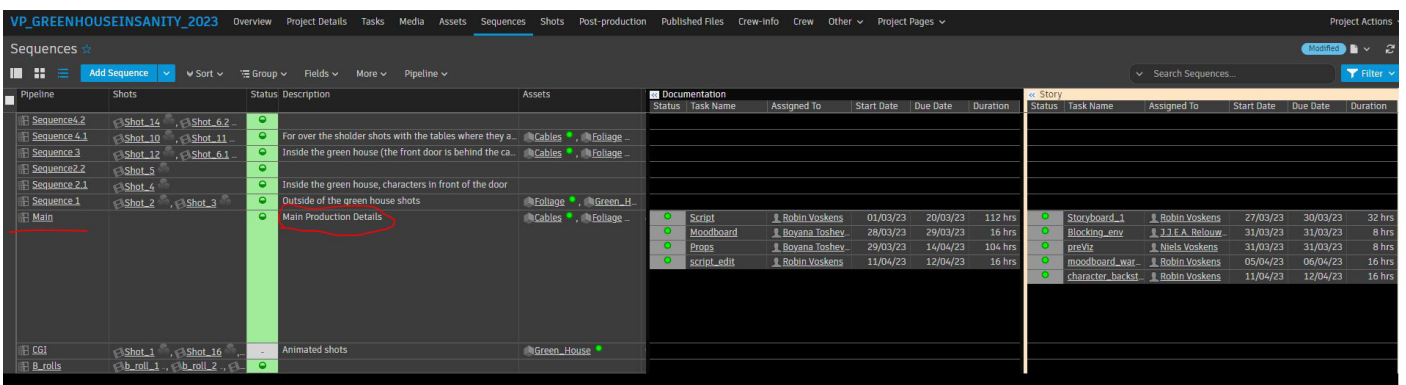 VP_GREENHOUSEINSANITY_2023 Overview Project Details Tasks Media Assets Sequences Shots Post-production Published Files Crew-info Crew Other Project Pages Project Actions
Sequences
Modified
Add Sequence Sort Group Fields More Pipeline Search Sequences... Filter
Pipeline Shots Status Description Assets Documentation Story
Status Task Name Assigned To Start Date Due Date Duration Status Task Name Assigned To Start Date Due Date Duration
Sequence4.2 Shot_14 , Shot_6.2 ..
Sequence 4.1 Shot_10 , Shot_11 .. For over the sholder shots with the tables where they a... Cables , Foliage ..
Sequence 3 Shot_12 , Shot_6.1 .. Inside the green house (the front door is behind the ca... Cables , Foliage ..
Sequence2.2 Shot_5
Sequence 2.1 Shot_4 Inside the green house, characters in front of the door
Sequence 1 Shot_2 , Shot_3 Outside of the green house shots Foliage , Green_H..
Main Main Production Details Cables , Foliage ..
Script Robin Voskens 01/03/23 20/03/23 112 hrs Storyboard_1 Robin Voskens 27/03/23 30/03/23 32 hrs
Moodboard Boyana Toshev.. 28/03/23 29/03/23 16 hrs Blocking_env J.J.E.A. Relouw.. 31/03/23 31/03/23 8 hrs
Props Boyana Toshev.. 29/03/23 14/04/23 104 hrs preViz Niels Voskens 31/03/23 31/03/23 8 hrs
script_edit Robin Voskens 11/04/23 12/04/23 16 hrs moodboard_war.. Robin Voskens 05/04/23 06/04/23 16 hrs
character_backst.. Robin Voskens 11/04/23 12/04/23 16 hrs
CGI Shot_1 , Shot_16 ,.. - Animated shots Green_House
B_rolls b_roll_1 .., b_roll_2 ..,